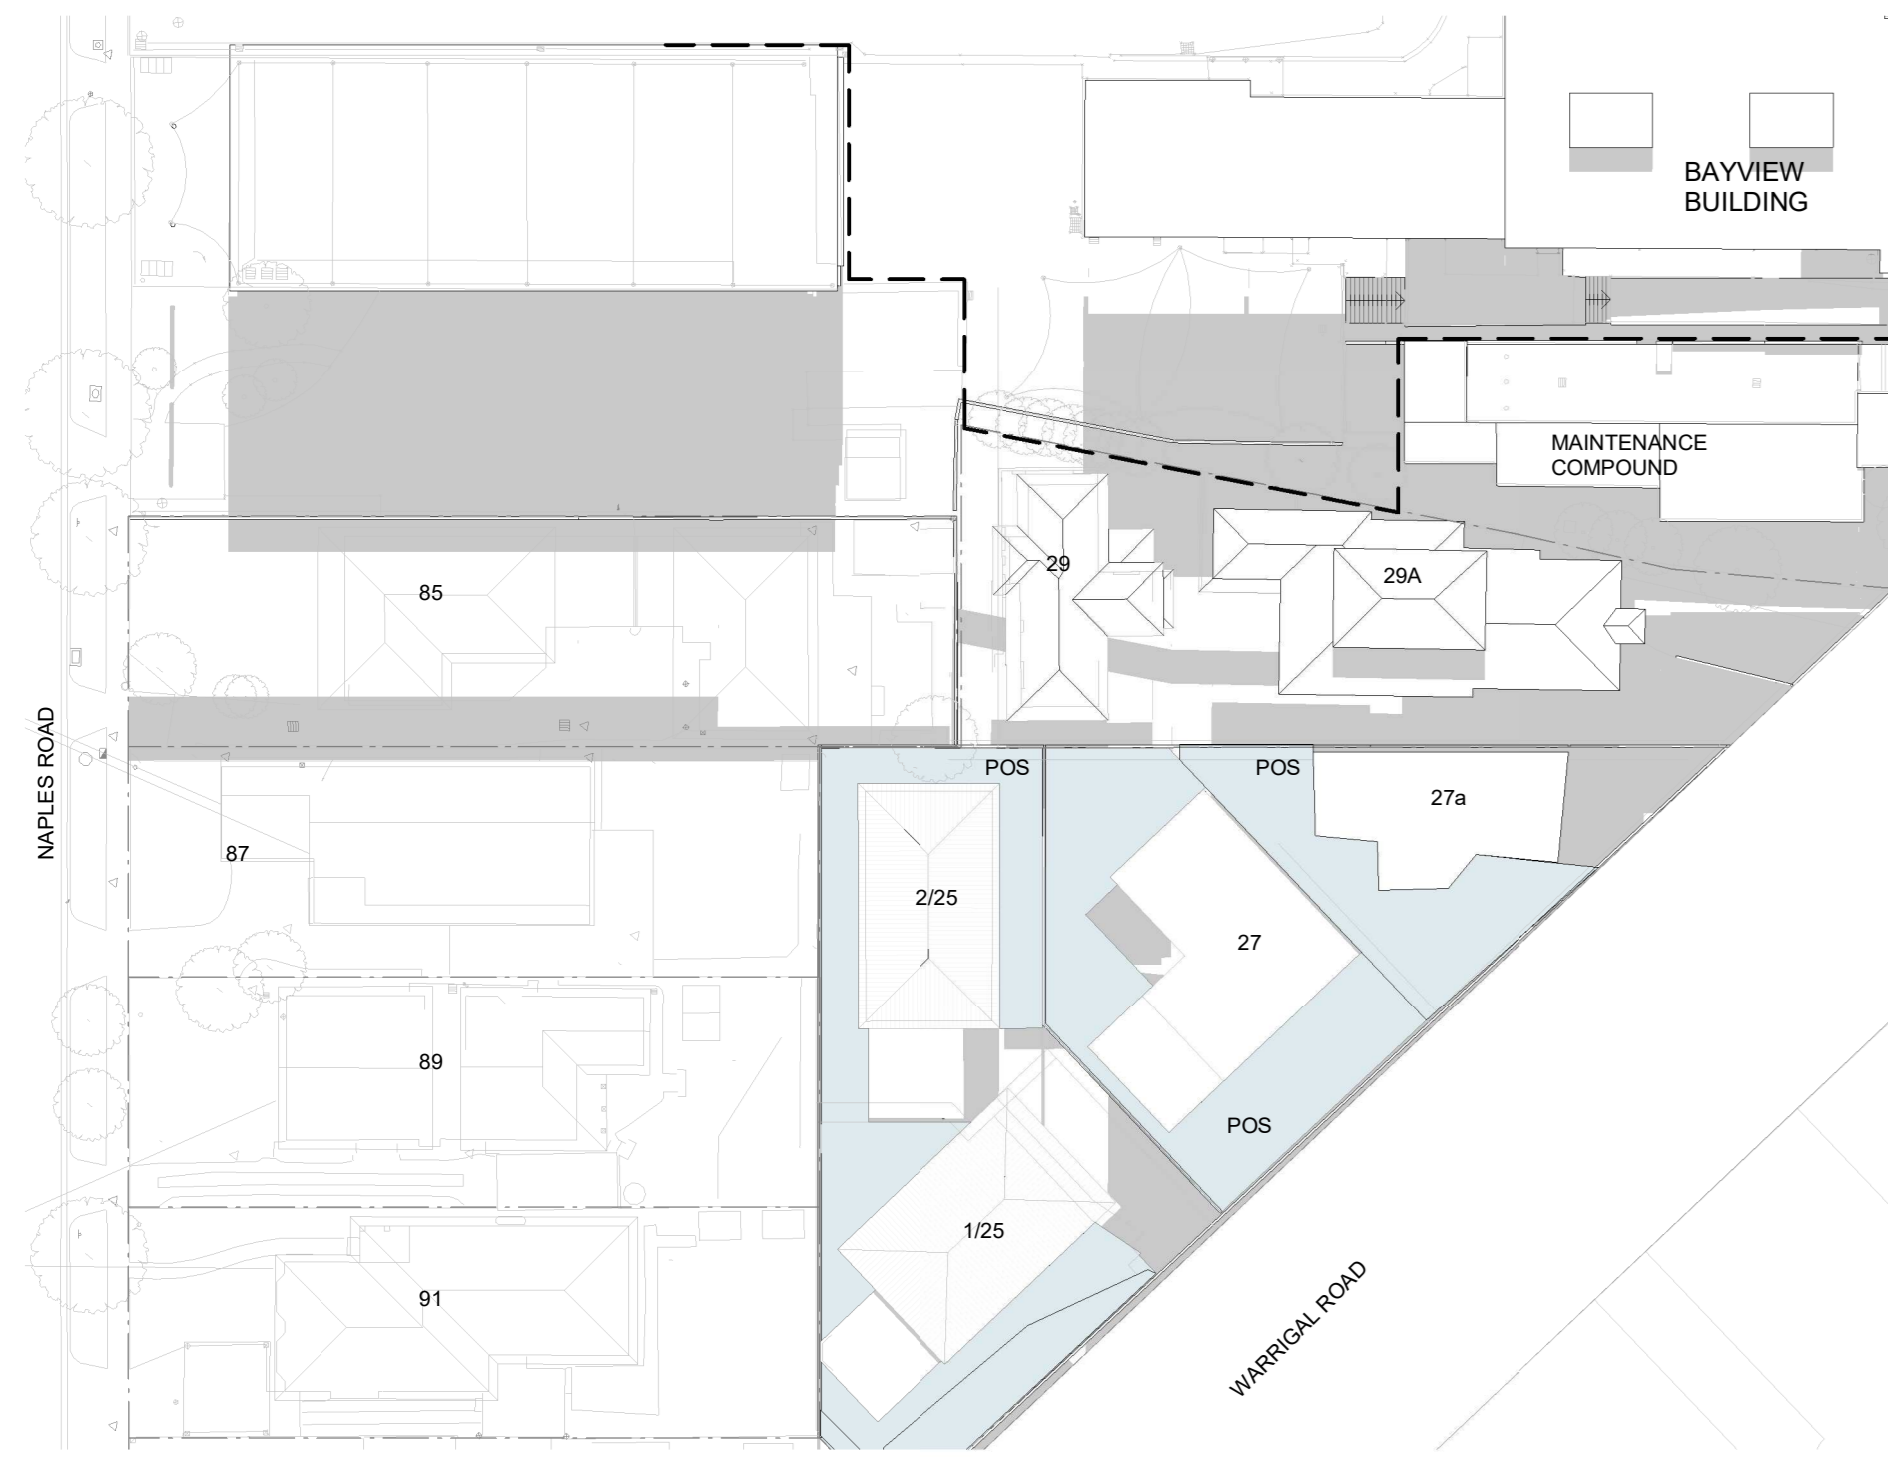 BAYVIEW
BUILDING
MAINTENANCE
COMPOUND
29
29A
85
NAPLES ROAD
POS
POS
27a
87
2/25
27
89
POS
1/25
91
WARRIGAL ROAD